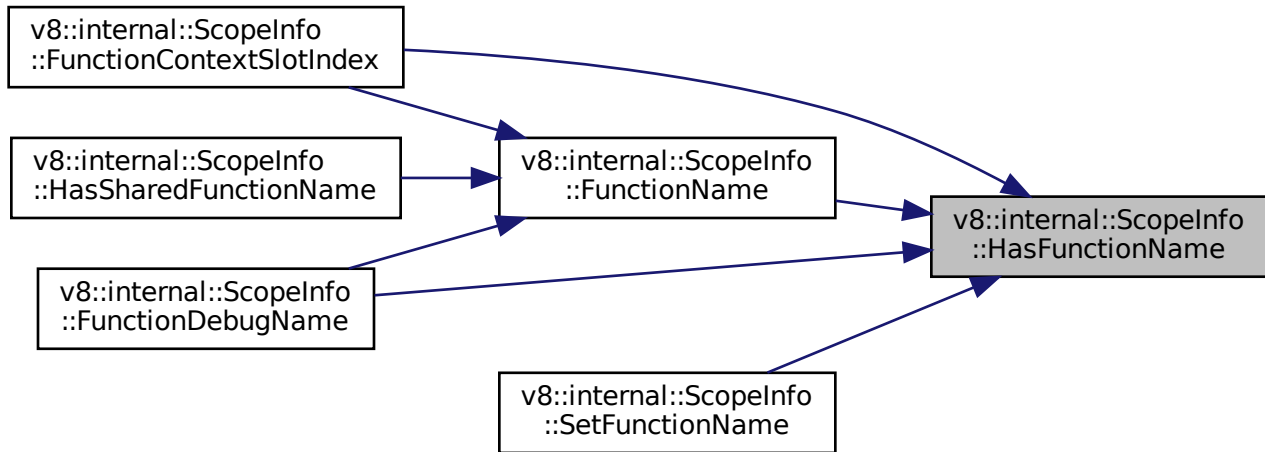 v8::internal::ScopeInfo
::FunctionContextSlotIndex
v8::internal::ScopeInfo
::HasSharedFunctionName
v8::internal::ScopeInfo
::FunctionDebugName
v8::internal::ScopeInfo
::FunctionName
v8::internal::ScopeInfo
::SetFunctionName
v8::internal::ScopeInfo
::HasFunctionName